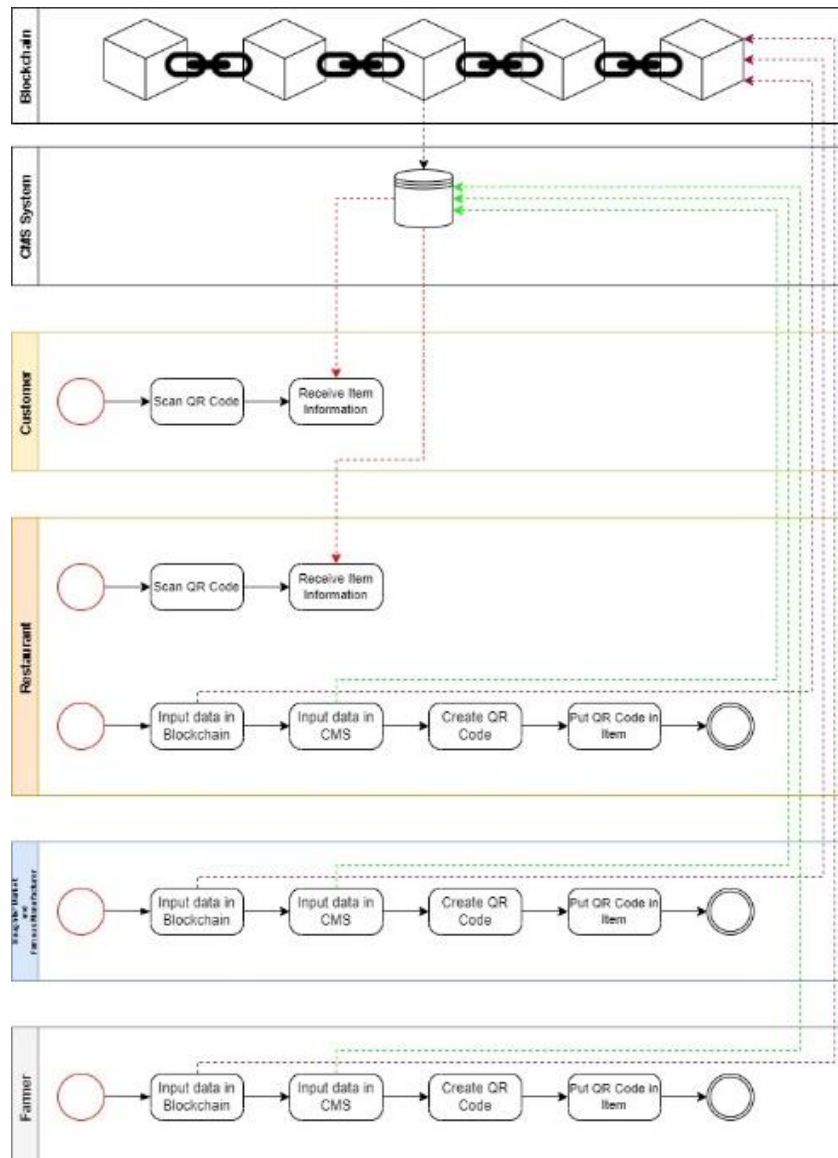 Blockchain
CMS System
Customer
Scan QR Code
Receive Item
Information
Restaurant
Scan QR Code
Receive Item
Information
Input data in
Blockchain
Input data in
CMS
Create QR
Code
Put QR Code in
Item
Market
and
Manufacturer
Input data in
Blockchain
Input data in
CMS
Create QR
Code
Put QR Code in
Item
Farmer
Input data in
Blockchain
Input data in
CMS
Create QR
Code
Put QR Code in
Item